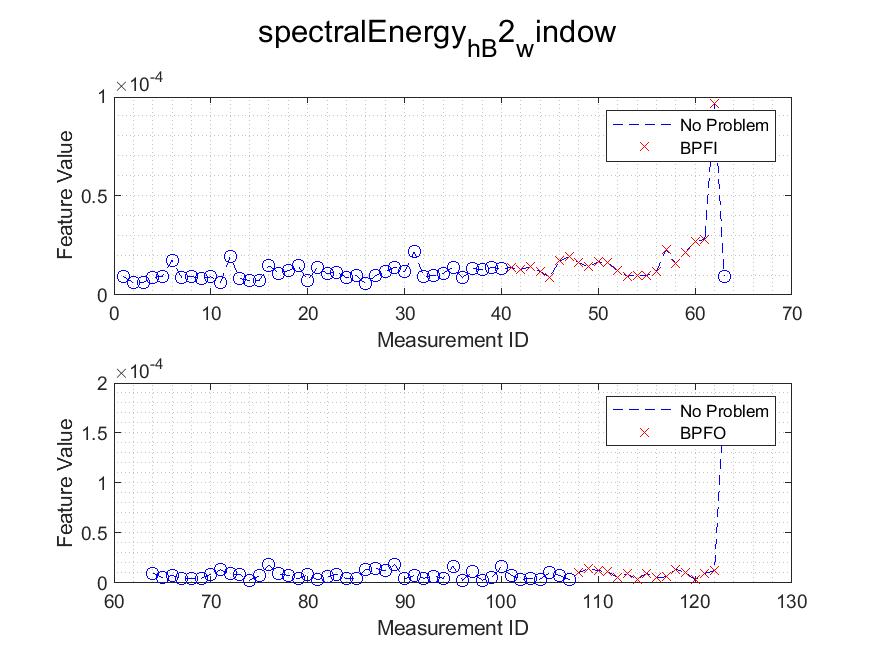 spectralEnergy_hB2_window
×10^-4
1
0.5
0
Feature Value
No Problem
BPFI
0 10 20 30 40 50 60 70
Measurement ID
×10^-4
2
1.5
1
0.5
0
Feature Value
No Problem
BPFO
60 70 80 90 100 110 120 130
Measurement ID